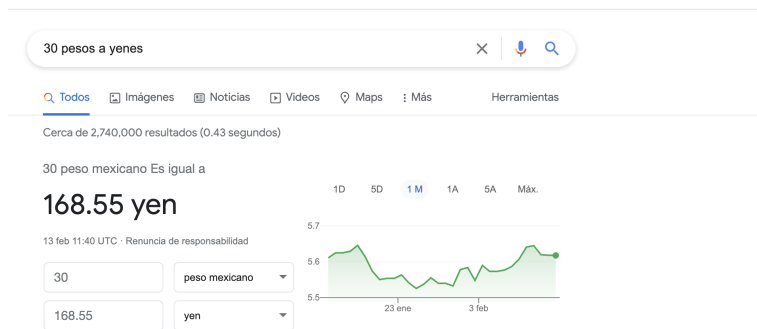 30 pesos a yenes
Todos Imágenes Noticias Videos Maps Más Herramientas
Cerca de 2,740,000 resultados (0.43 segundos)
30 peso mexicano Es igual a
168.55 yen
13 feb 11:40 UTC · Renuncia de responsabilidad
30 peso mexicano
168.55 yen
1D 5D 1 M 1A 5A Máx.
5.7
5.6
5.5
23 ene 3 feb